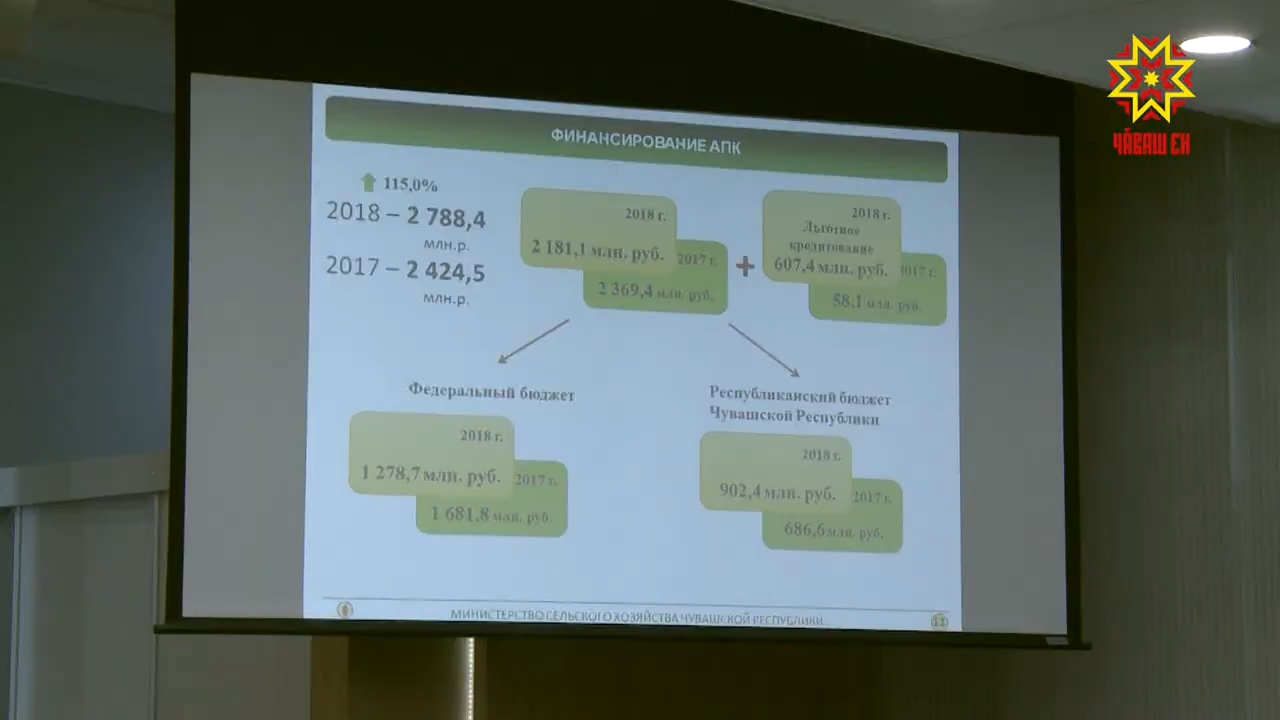 ЧӐВАШ ЕН
ФИНАНСИРОВАНИЕ АПК
115,0%
2018 – 2 788,4
млн.р.
2017 – 2 424,5
млн.р.
2018 г.
2 181,1 млн. руб.
2017 г.
2 369,4 млн. руб.
+
2018 г.
Льготное
кредитование
607,4 млн. руб.
2017 г.
58,1 млн. руб.
Федеральный бюджет
2018 г.
1 278,7 млн. руб.
2017 г.
1 681,8 млн. руб.
Республиканский бюджет
Чувашской Республики
2018 г.
902,4 млн. руб.
2017 г.
686,6 млн. руб.
МИНИСТЕРСТВО СЕЛЬСКОГО ХОЗЯЙСТВА ЧУВАШСКОЙ РЕСПУБЛИКИ
11